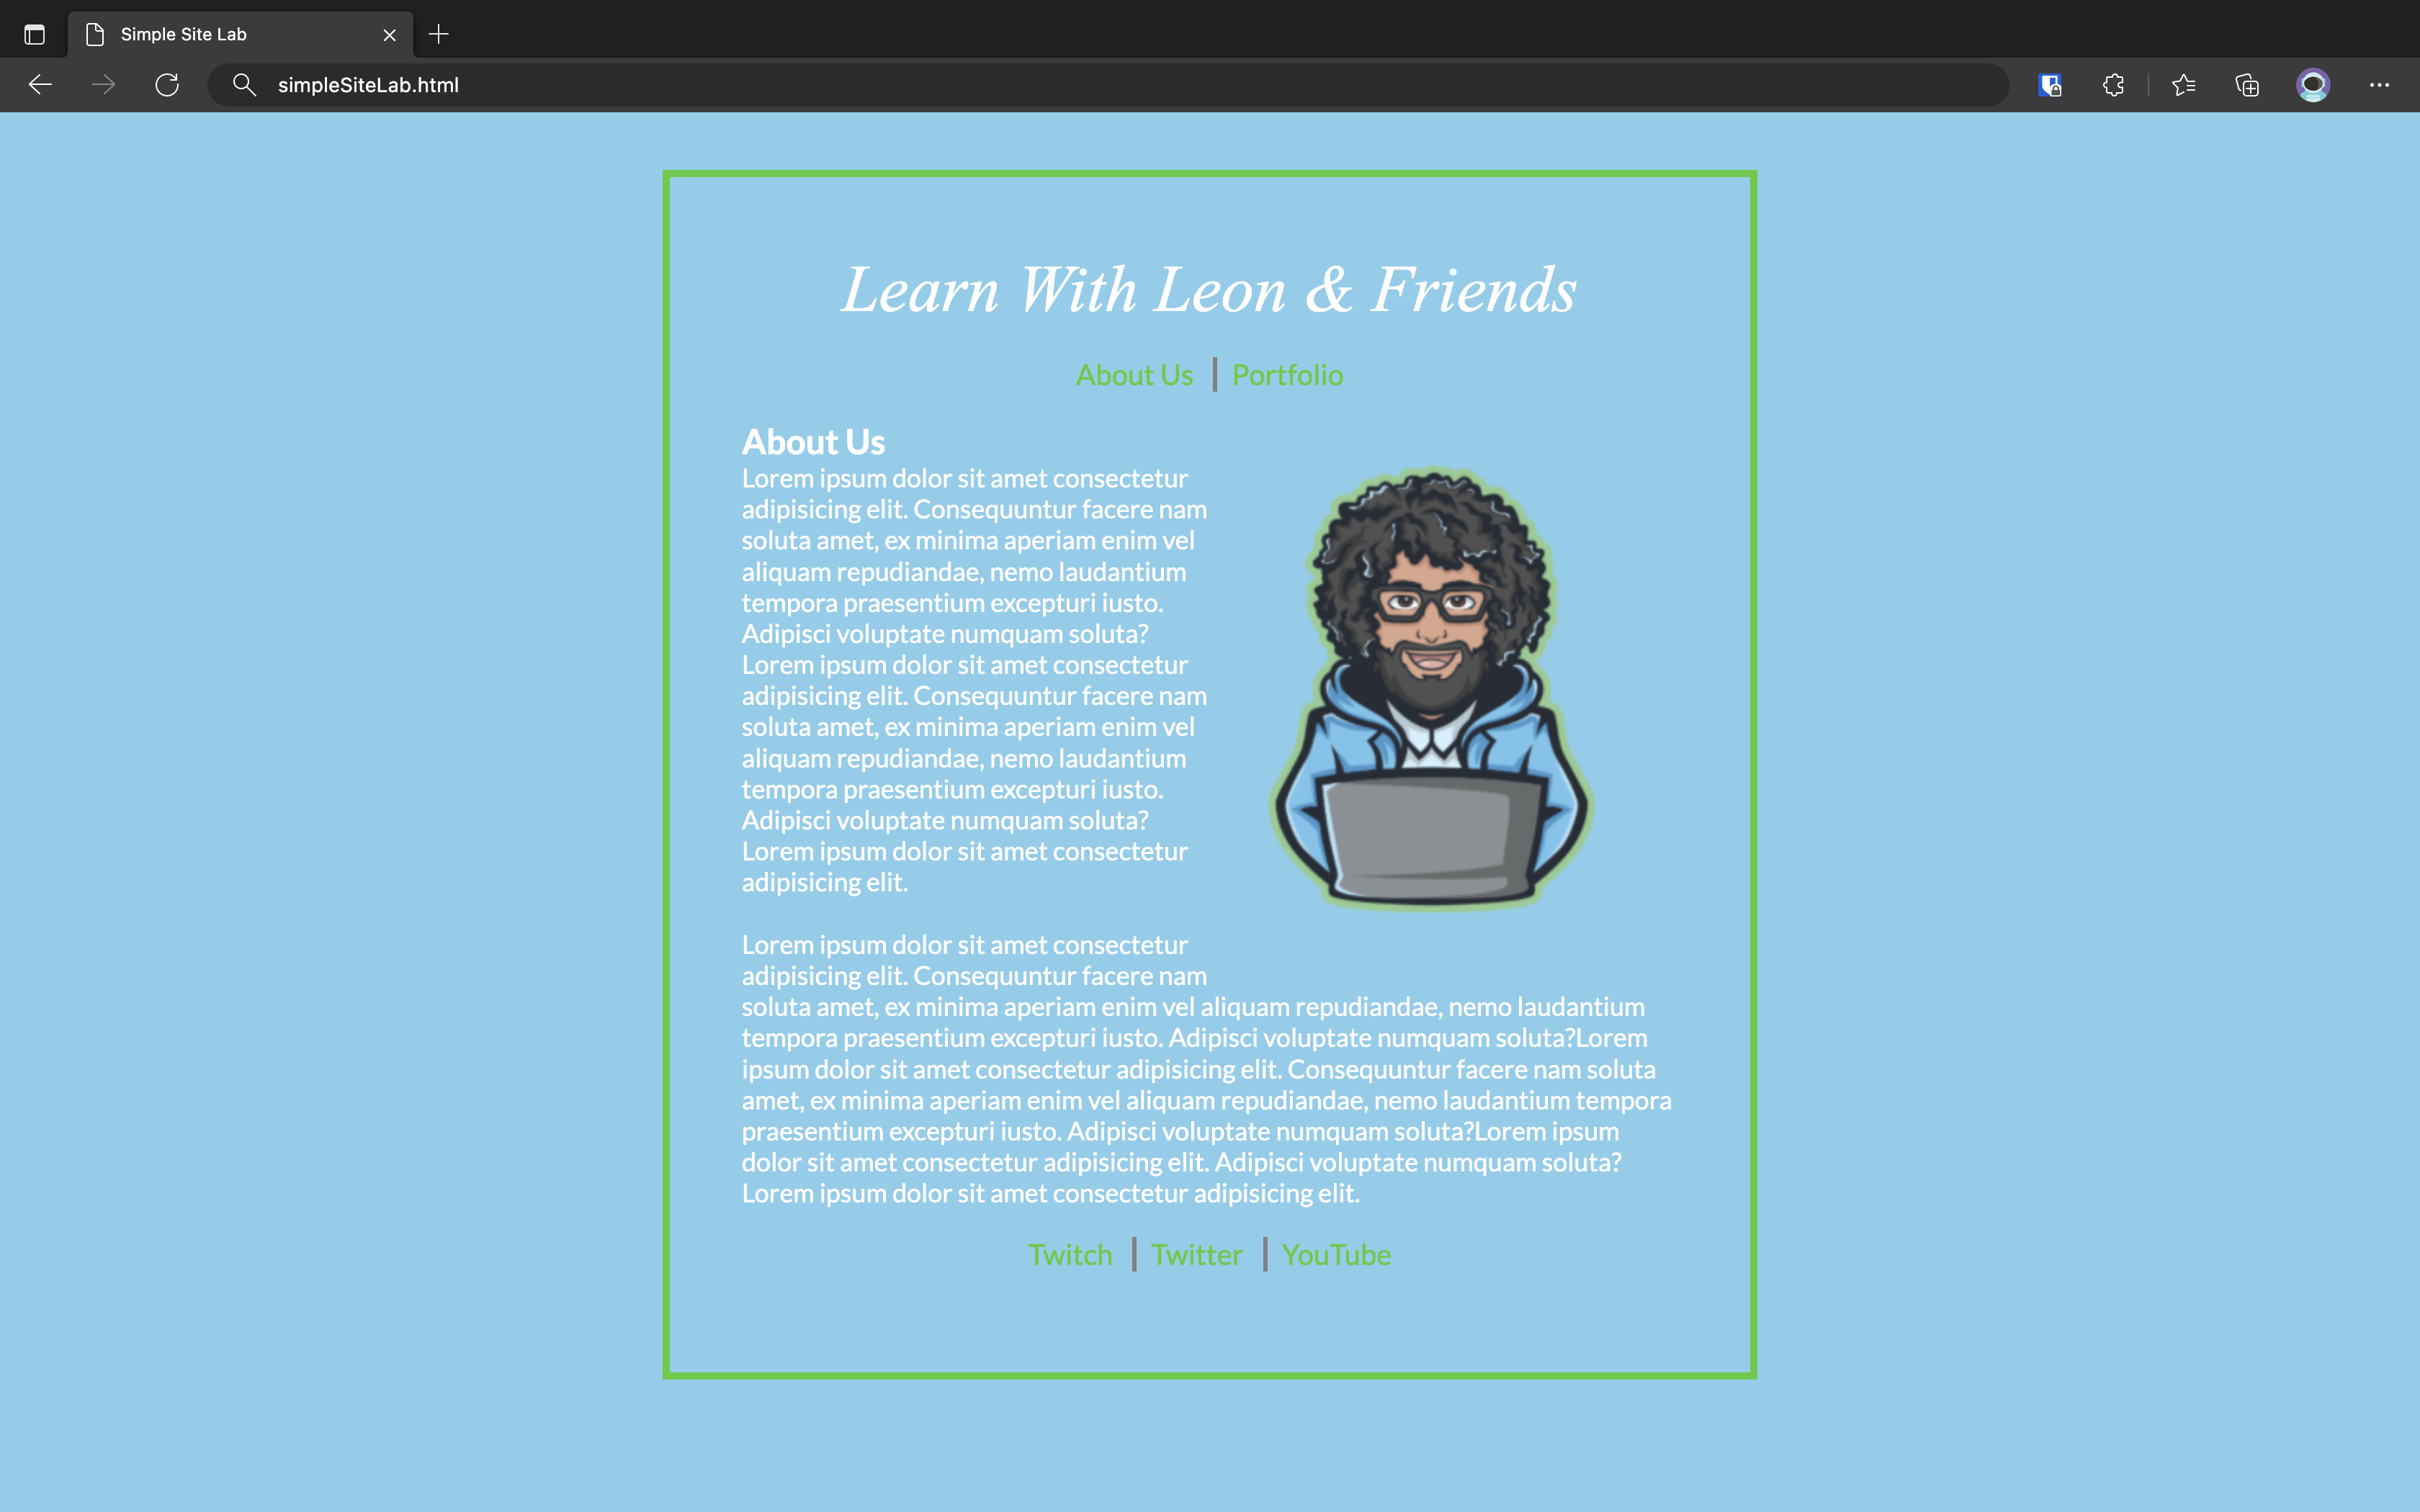 Simple Site Lab
simpleSiteLab.html
Learn With Leon & Friends
About Us
Portfolio
About Us
Lorem ipsum dolor sit amet consectetur
adipisicing elit. Consequuntur facere nam
soluta amet, ex minima aperiam enim vel
aliquam repudiandae, nemo laudantium
tempora praesentium excepturi iusto.
Adipisci voluptate numquam soluta?
Lorem ipsum dolor sit amet consectetur
adipisicing elit. Consequuntur facere nam
soluta amet, ex minima aperiam enim vel
aliquam repudiandae, nemo laudantium
tempora praesentium excepturi iusto.
Adipisci voluptate numquam soluta?
Lorem ipsum dolor sit amet consectetur
adipisicing elit.
Lorem ipsum dolor sit amet consectetur
adipisicing elit. Consequuntur facere nam
soluta amet, ex minima aperiam enim vel aliquam repudiandae, nemo laudantium
tempora praesentium excepturi iusto. Adipisci voluptate numquam soluta?Lorem
ipsum dolor sit amet consectetur adipisicing elit. Consequuntur facere nam soluta
amet, ex minima aperiam enim vel aliquam repudiandae, nemo laudantium tempora
praesentium excepturi iusto. Adipisci voluptate numquam soluta?Lorem ipsum
dolor sit amet consectetur adipisicing elit. Adipisci voluptate numquam soluta?
Lorem ipsum dolor sit amet consectetur adipisicing elit.
Twitch
Twitter
YouTube